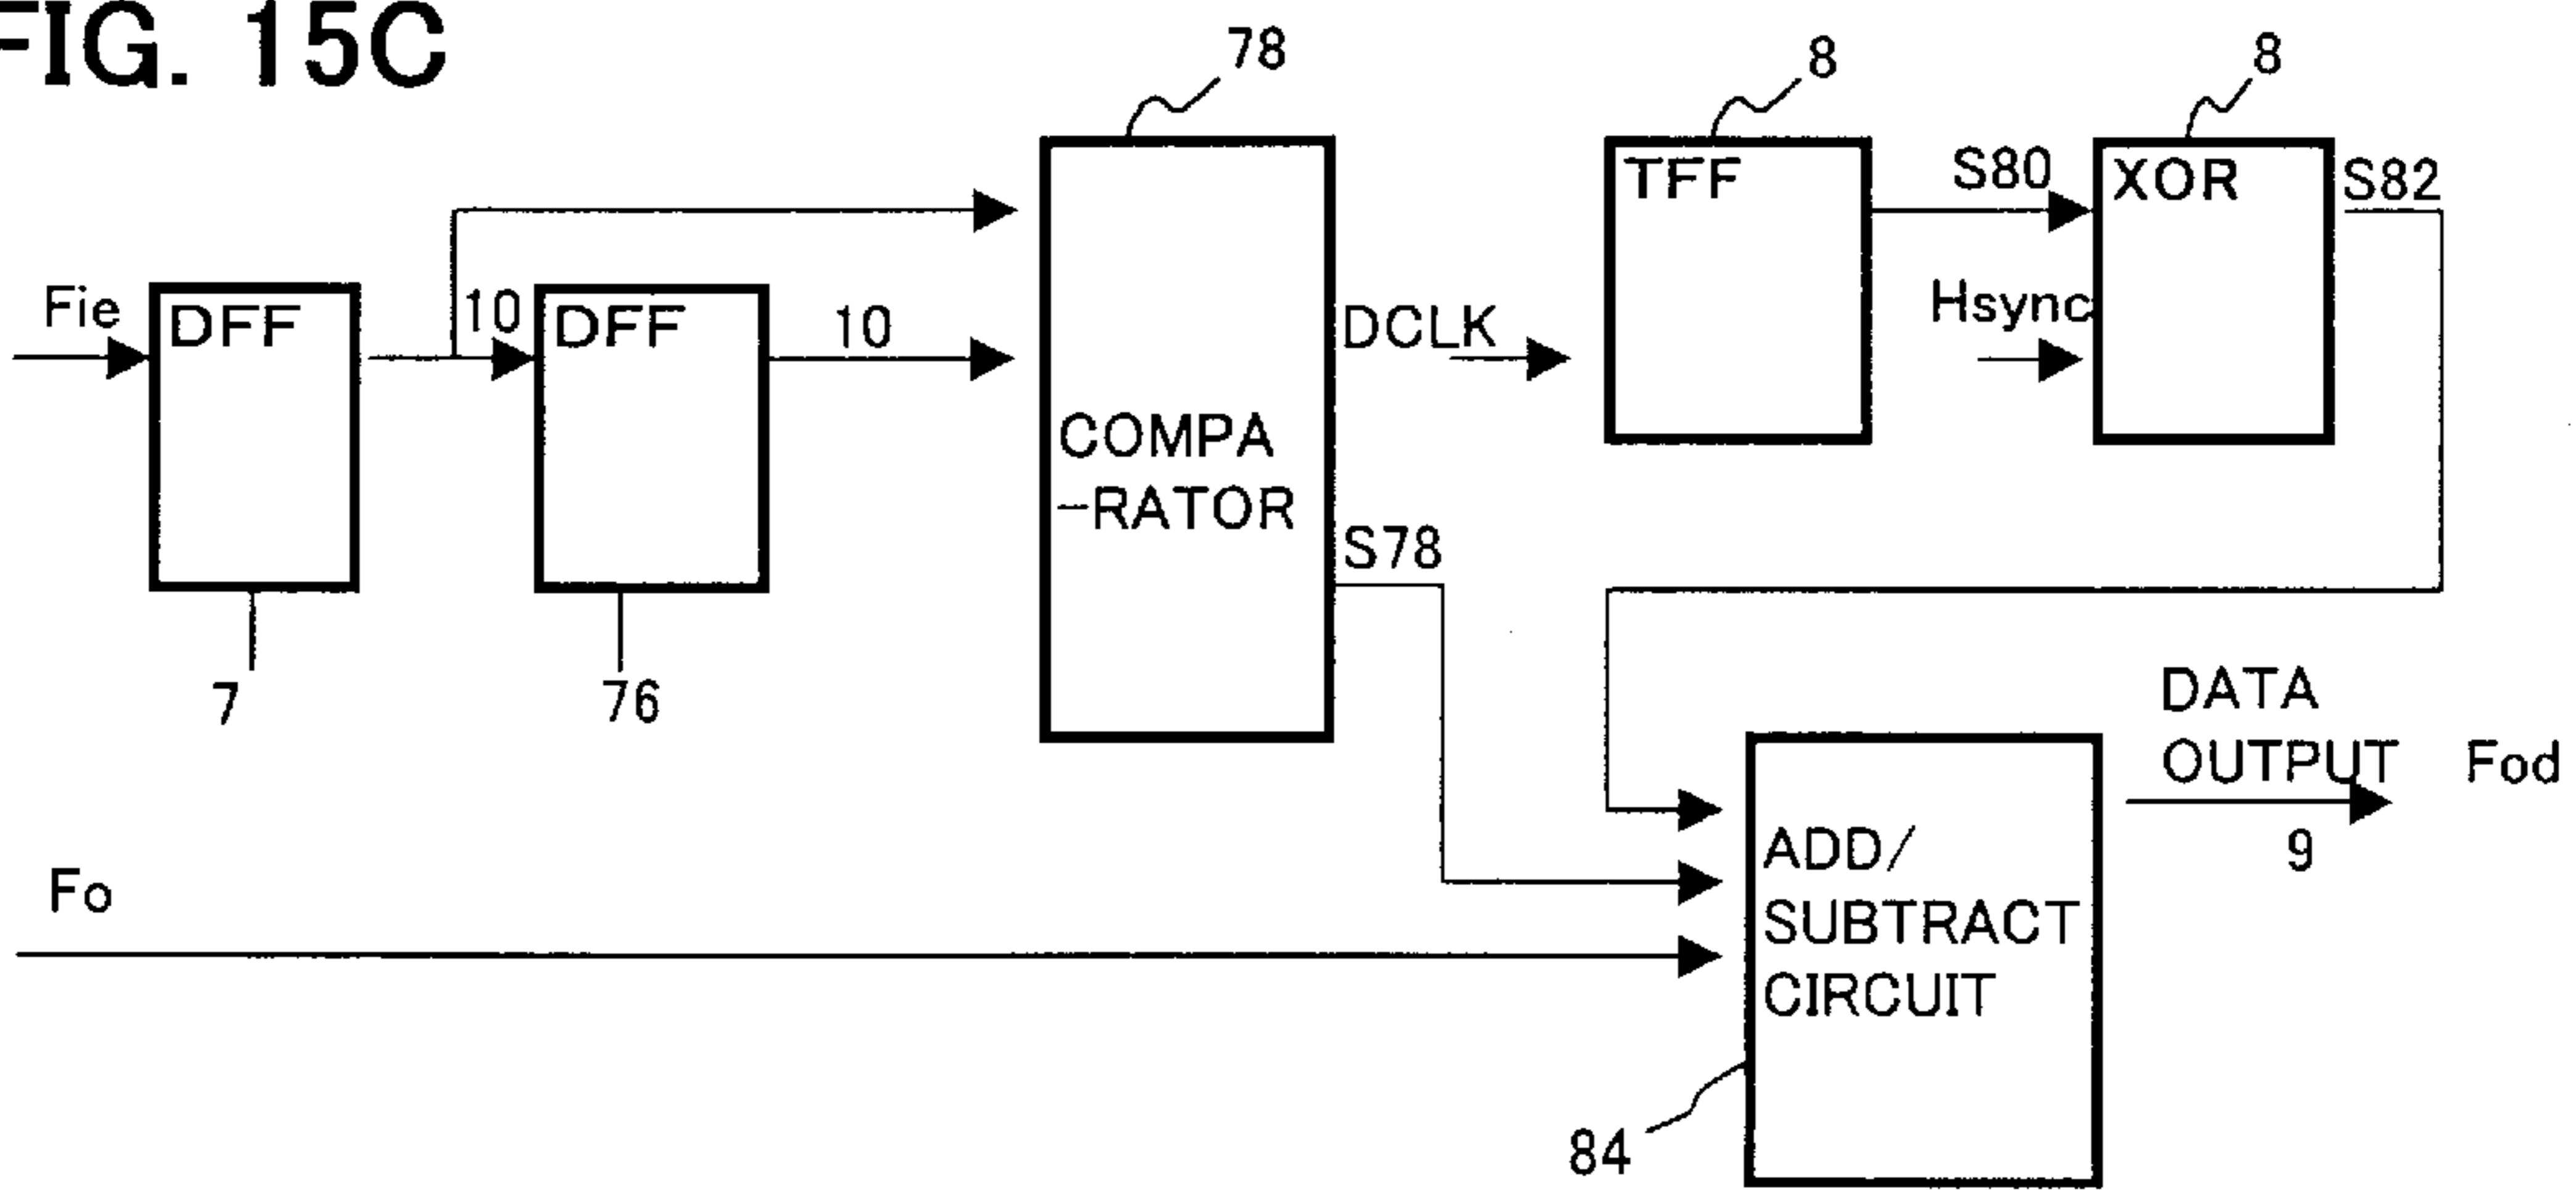 FIG. 15C
78
8
8
Fie
DFF
10
DFF
10
COMPA
-RATOR
DCLK
S78
TFF
S80
Hsync
XOR
S82
7
76
Fo
ADD/
SUBTRACT
CIRCUIT
84
DATA
OUTPUT Fod
9